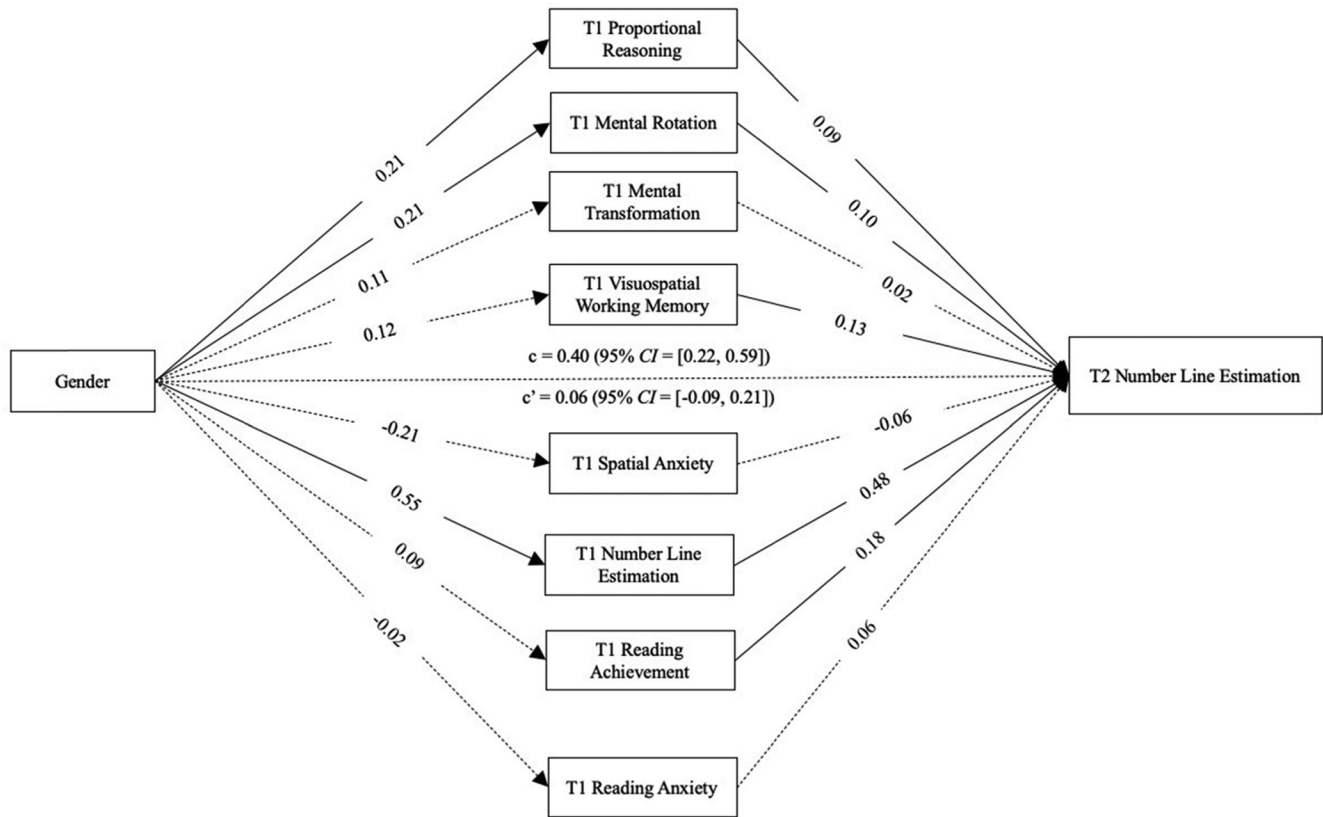 T1 Proportional
Reasoning
0.21
0.09
T1 Mental Rotation
0.21
0.10
T1 Mental
Transformation
0.11
0.02
T1 Visuospatial
Working Memory
0.12
0.13
Gender
c = 0.40 (95% CI = [0.22, 0.59])
c’ = 0.06 (95% CI = [-0.09, 0.21])
T2 Number Line Estimation
-0.21
-0.06
T1 Spatial Anxiety
0.55
0.48
T1 Number Line
Estimation
0.09
0.18
T1 Reading
Achievement
-0.02
0.06
T1 Reading Anxiety